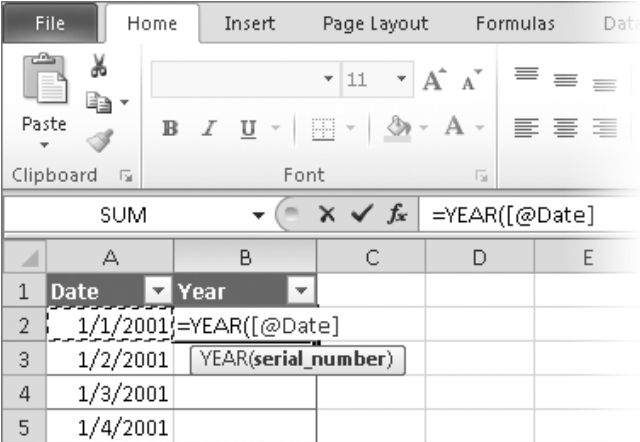 File Home Insert Page Layout Formulas Data
11 A A
Paste B I U A
Clipboard Font
SUM fx =YEAR([@Date]
A B C D E
1 Date Year
2 1/1/2001 =YEAR([@Date]
3 1/2/2001 YEAR(serial_number)
4 1/3/2001
5 1/4/2001